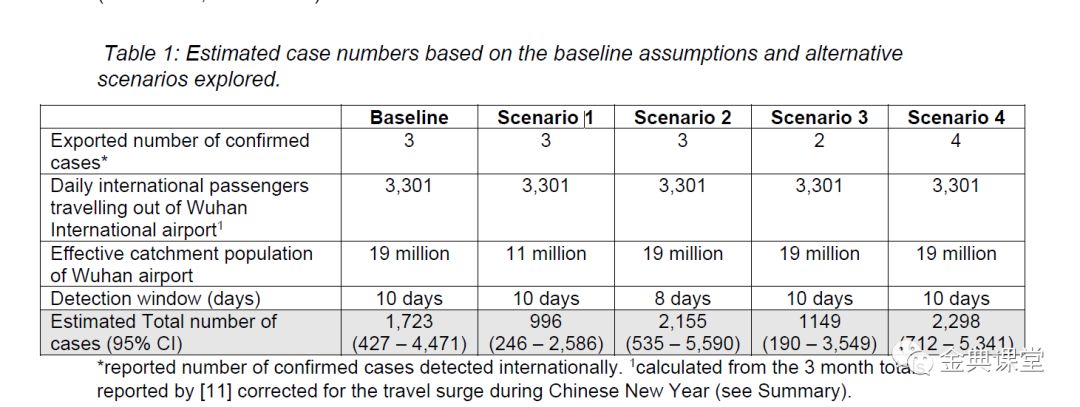 Table 1: Estimated case numbers based on the baseline assumptions and alternative
scenarios explored.
Baseline Scenario 1 Scenario 2 Scenario 3 Scenario 4
Exported number of confirmed
cases* 3 3 3 2 4
Daily international passengers
travelling out of Wuhan
International airport¹ 3,301 3,301 3,301 3,301 3,301
Effective catchment population
of Wuhan airport 19 million 11 million 19 million 19 million 19 million
Detection window (days) 10 days 10 days 8 days 10 days 10 days
Estimated Total number of
cases (95% CI) 1,723 996 2,155 1149 2,298
(427 – 4,471) (246 – 2,586) (535 – 5,590) (190 – 3,549) (712 – 5,341)
*reported number of confirmed cases detected internationally. ¹calculated from the 3 month
reported by [11] corrected for the travel surge during Chinese New Year (see Summary).
金典课堂